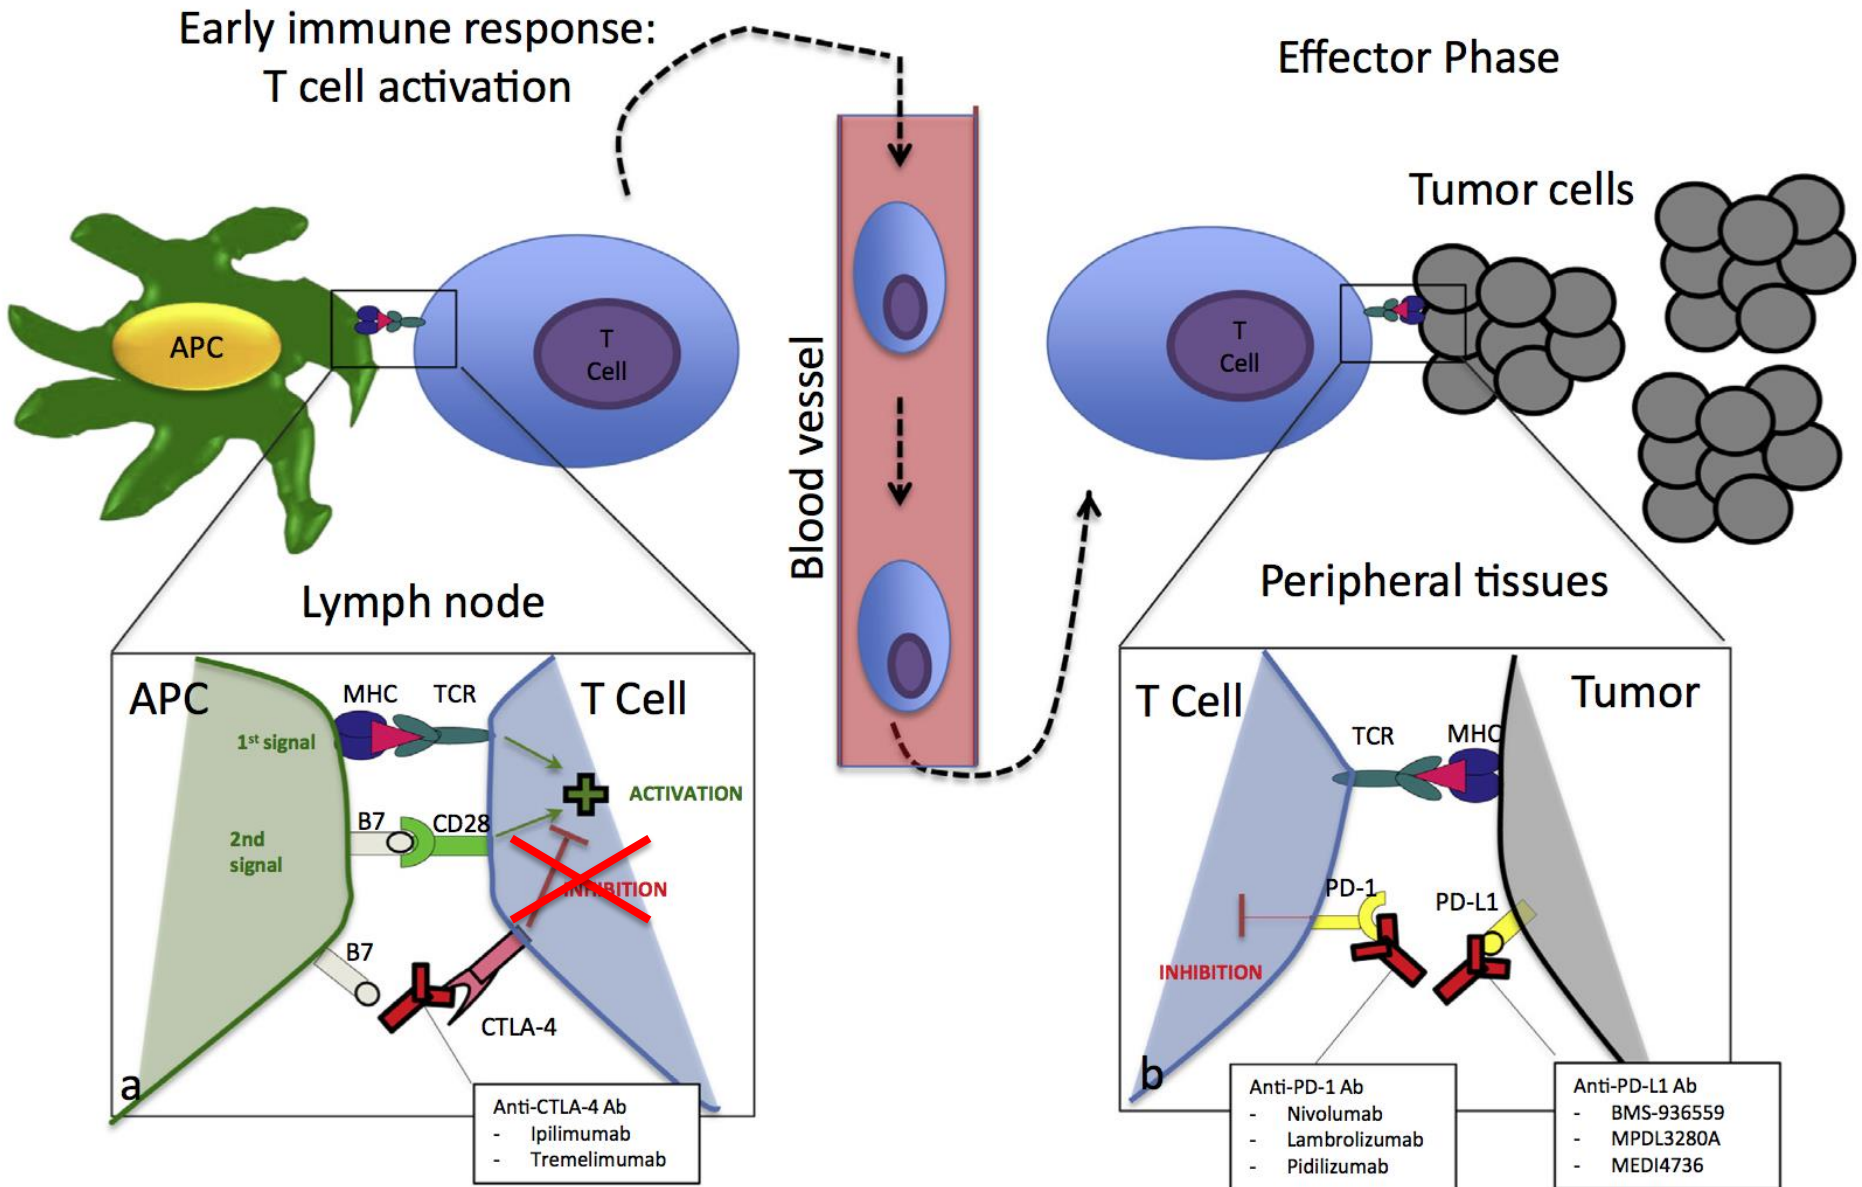 Early immune response:
T cell activation
Effector Phase
Tumor cells
APC
T
Cell
Blood vessel
T
Cell
Lymph node
Peripheral tissues
APC
MHC
TCR
T Cell
1st signal
ACTIVATION
B7
CD28
2nd
signal
INHIBITION
B7
CTLA-4
a
Anti-CTLA-4 Ab
- Ipilimumab
- Tremelimumab
T Cell
Tumor
TCR
MHC
PD-1
PD-L1
INHIBITION
b
Anti-PD-1 Ab
- Nivolumab
- Lambrolizumab
- Pidilizumab
Anti-PD-L1 Ab
- BMS-936559
- MPDL3280A
- MEDI4736